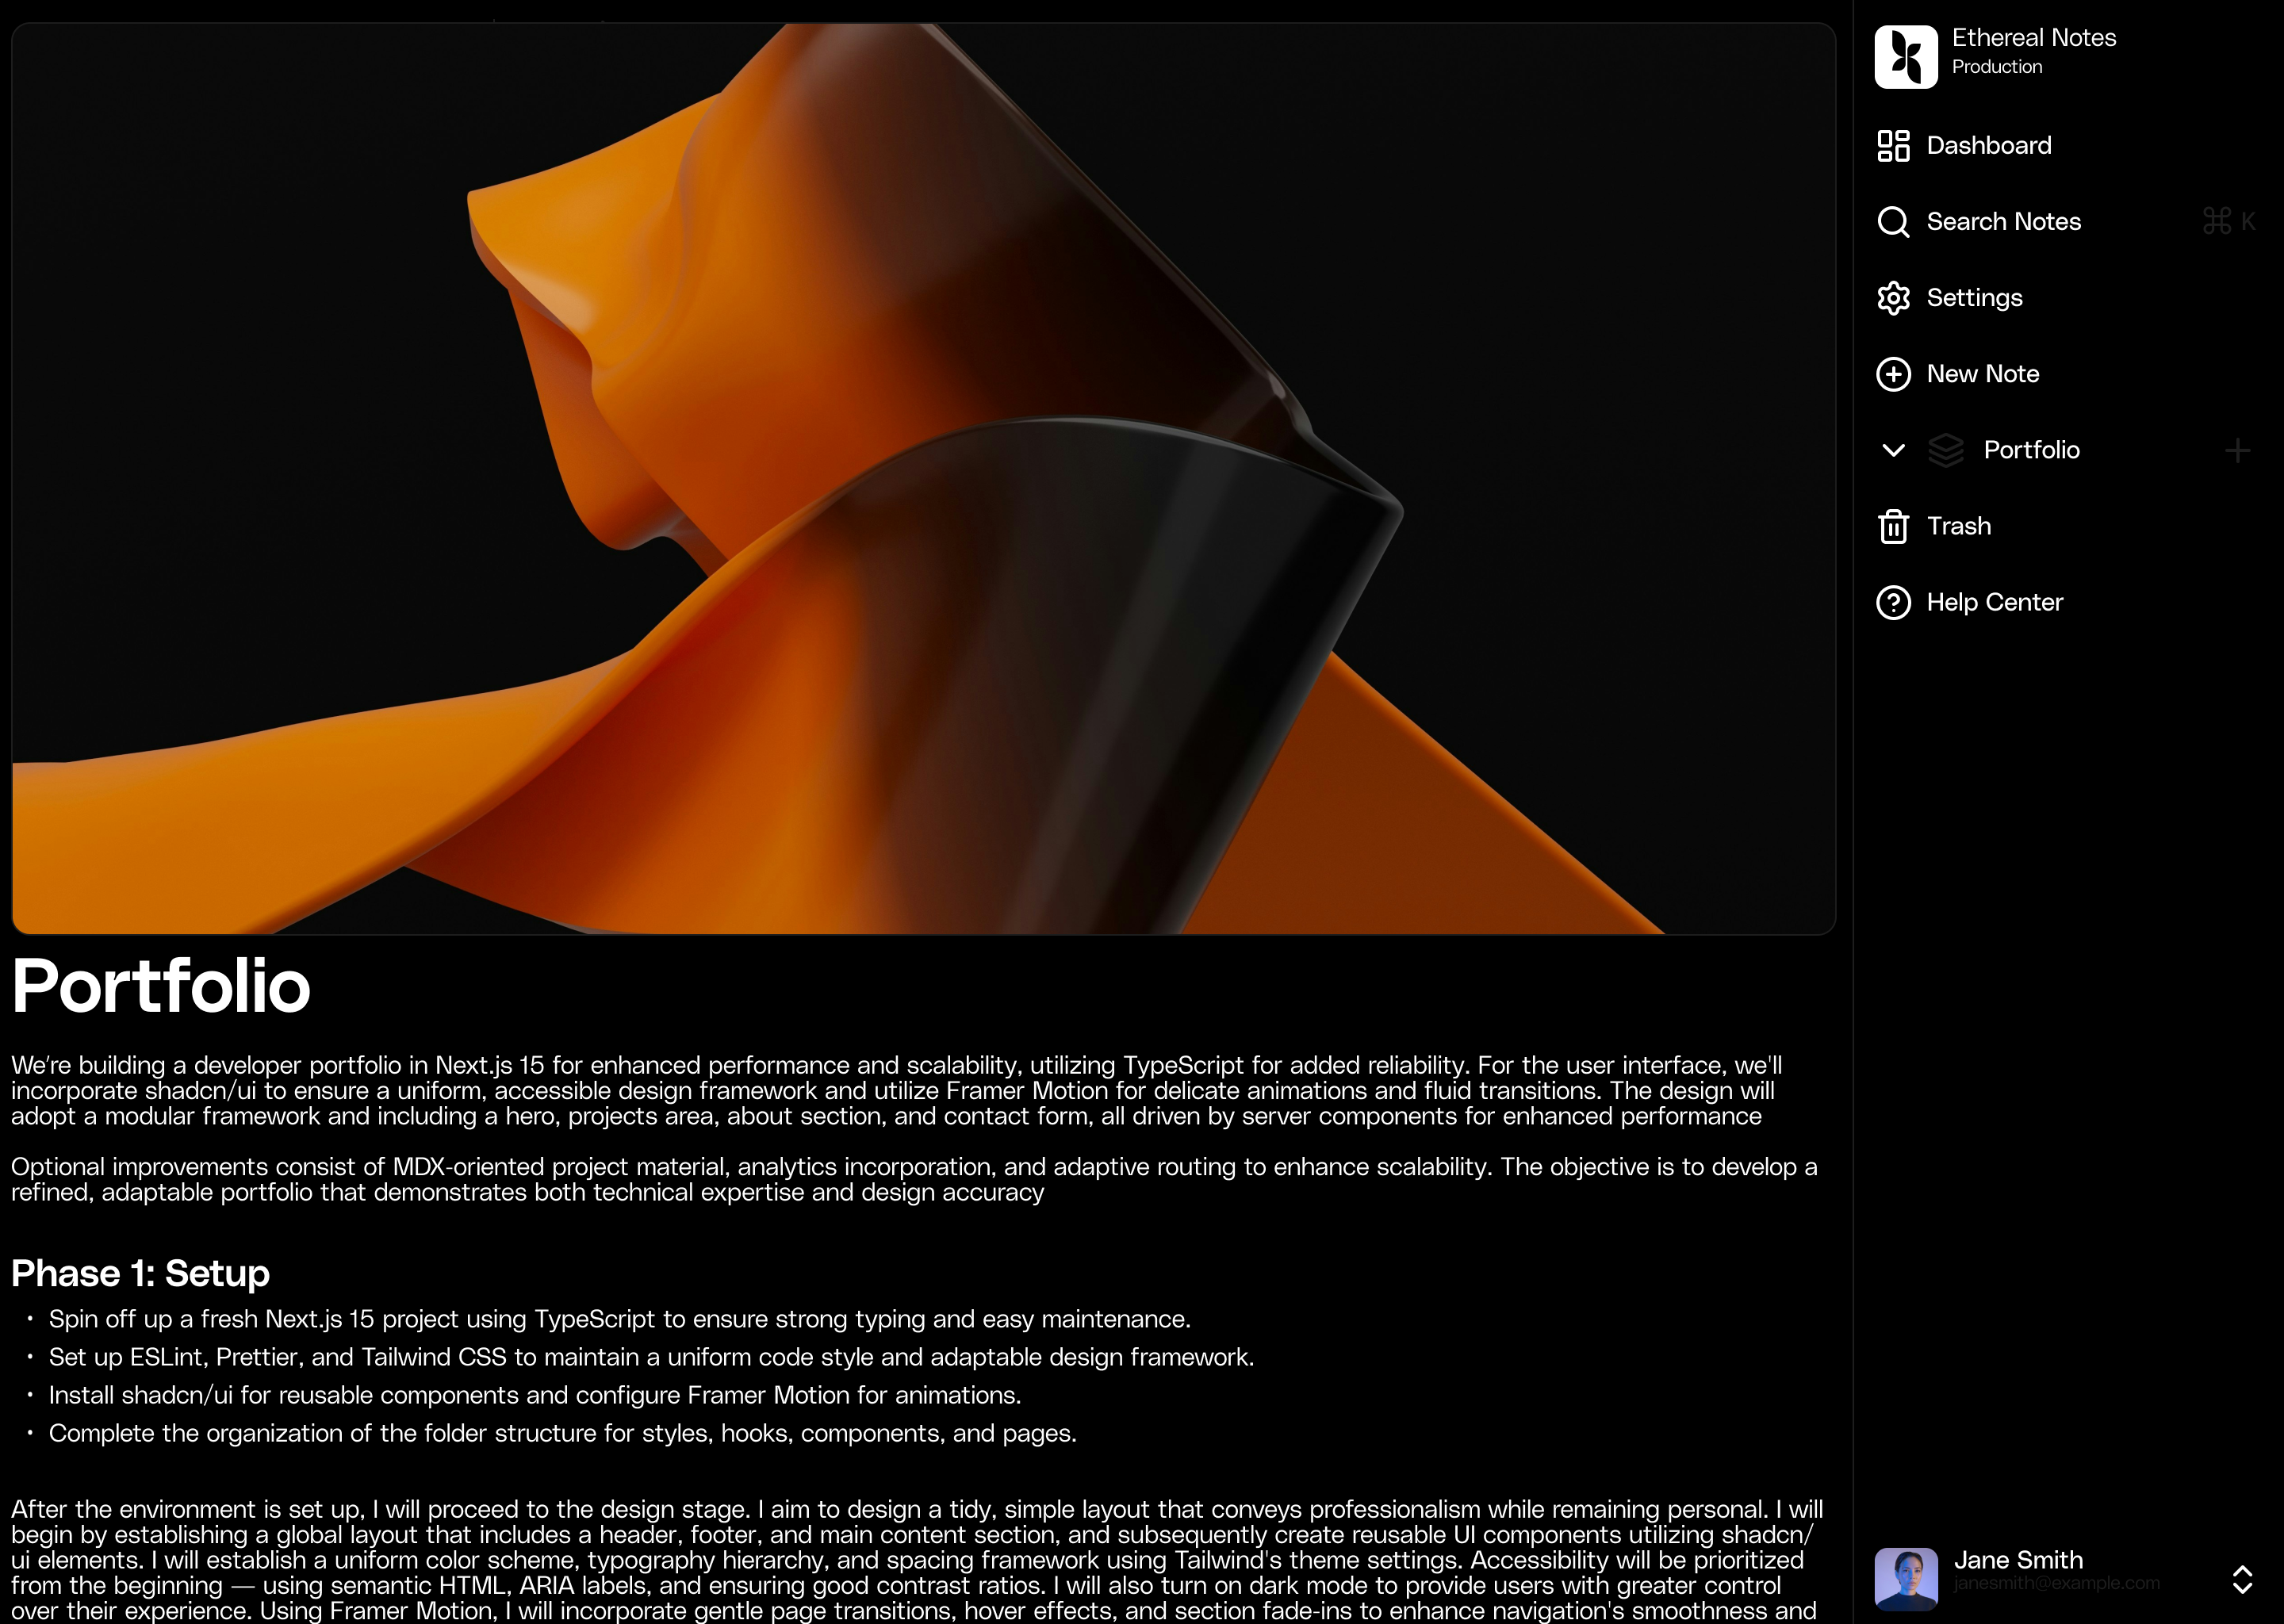 Portfolio
We're building a developer portfolio in Next.js 15 for enhanced performance and scalability, utilizing TypeScript for added reliability. For the user interface, we'll
incorporate shadcn/ui to ensure a uniform, accessible design framework and utilize Framer Motion for delicate animations and fluid transitions. The design will
adopt a modular framework and including a hero, projects area, about section, and contact form, all driven by server components for enhanced performance
Optional improvements consist of MDX-oriented project material, analytics incorporation, and adaptive routing to enhance scalability. The objective is to develop a
refined, adaptable portfolio that demonstrates both technical expertise and design accuracy
Phase 1: Setup
• Spin off up a fresh Next.js 15 project using TypeScript to ensure strong typing and easy maintenance.
• Set up ESLint, Prettier, and Tailwind CSS to maintain a uniform code style and adaptable design framework.
• Install shadcn/ui for reusable components and configure Framer Motion for animations.
• Complete the organization of the folder structure for styles, hooks, components, and pages.
After the environment is set up, I will proceed to the design stage. I aim to design a tidy, simple layout that conveys professionalism while remaining personal. I will
begin by establishing a global layout that includes a header, footer, and main content section, and subsequently create reusable UI components utilizing shadcn/
ui elements. I will establish a uniform color scheme, typography hierarchy, and spacing framework using Tailwind's theme settings. Accessibility will be prioritized
from the beginning — using semantic HTML, ARIA labels, and ensuring good contrast ratios. I will also turn on dark mode to provide users with greater control
over their experience. Using Framer Motion, I will incorporate gentle page transitions, hover effects, and section fade-ins to enhance navigation's smoothness and
Ethereal Notes
Production
Dashboard
Search Notes ⌘ K
Settings
New Note
Portfolio
Trash
Help Center
Jane Smith
janesmith@example.com